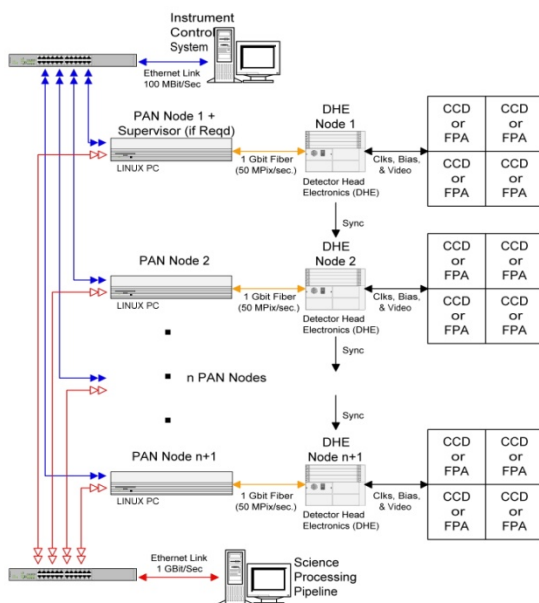 Instrument
Control
System
Ethernet Link
100 MBit/Sec
PAN Node 1 +
Supervisor (if Reqd)
LINUX PC
1 Gbit Fiber
(50 MPix/sec.)
DHE
Node 1
Detector Head
Electronics (DHE)
Clks, Bias,
& Video
CCD
or
FPA
CCD
or
FPA
CCD
or
FPA
CCD
or
FPA
Sync
PAN Node 2
LINUX PC
1 Gbit Fiber
(50 MPix/sec.)
DHE
Node 2
Detector Head
Electronics (DHE)
Clks, Bias,
& Video
CCD
or
FPA
CCD
or
FPA
CCD
or
FPA
CCD
or
FPA
Sync
n PAN Nodes
Sync
PAN Node n+1
LINUX PC
1 Gbit Fiber
(50 MPix/sec.)
DHE
Node n+1
Detector Head
Electronics (DHE)
Clks, Bias,
& Video
CCD
or
FPA
CCD
or
FPA
CCD
or
FPA
CCD
or
FPA
Ethernet Link
1 GBit/Sec
Science
Processing
Pipeline